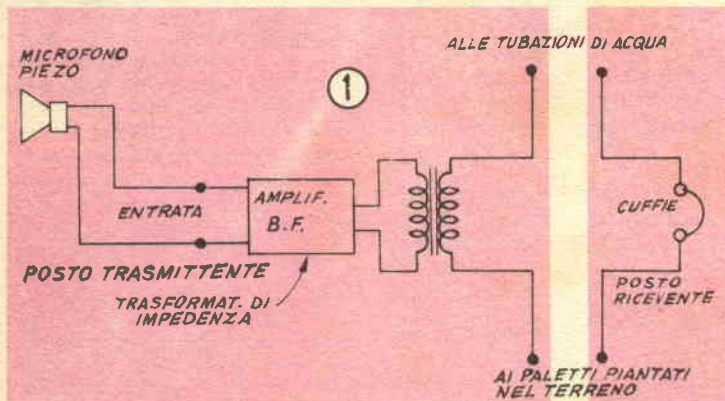 MICROFONO
PIEZO
1
ALLE TUBAZIONI DI ACQUA
ENTRATA
AMPLIF.
B.F.
CUFFIE
POSTO TRASMITTENTE
TRASFORMAT. DI
IMPEDENZA
POSTO
RICEVENTE
AI PALETTI PIANTATI
NEL TERRENO